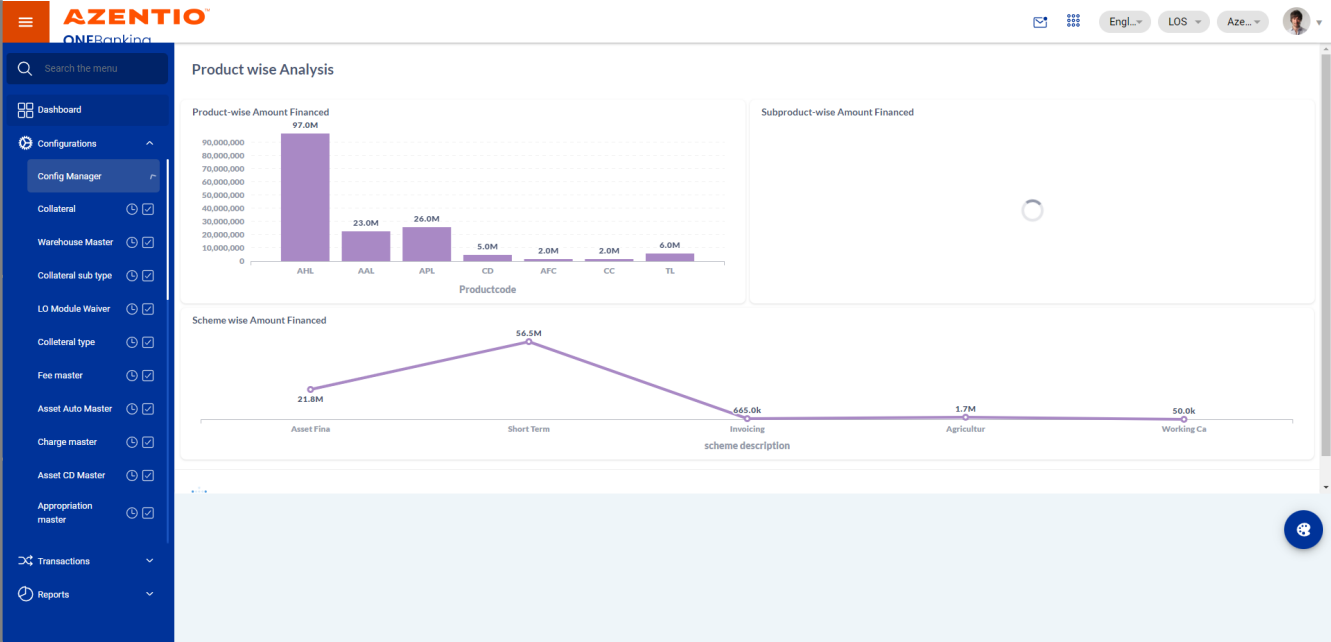 AZENTIO
ONEBanking
Engl...
LOS
Aze...
Search the menu
Dashboard
Configurations
Config Manager
Collateral
Warehouse Master
Collateral sub type
LO Module Waiver
Colleteral type
Fee master
Asset Auto Master
Charge master
Asset CD Master
Appropriation
master
Transactions
Reports
Product wise Analysis
Product-wise Amount Financed
97.0M
90,000,000
80,000,000
70,000,000
60,000,000
50,000,000
40,000,000
30,000,000
20,000,000
10,000,000
0
23.0M
26.0M
5.0M
2.0M
2.0M
6.0M
AHL
AAL
APL
CD
AFC
CC
TL
Productcode
Subproduct-wise Amount Financed
Scheme wise Amount Financed
21.8M
56.5M
665.0k
1.7M
50.0k
Asset Fina
Short Term
Invoicing
Agricultur
Working Ca
scheme description